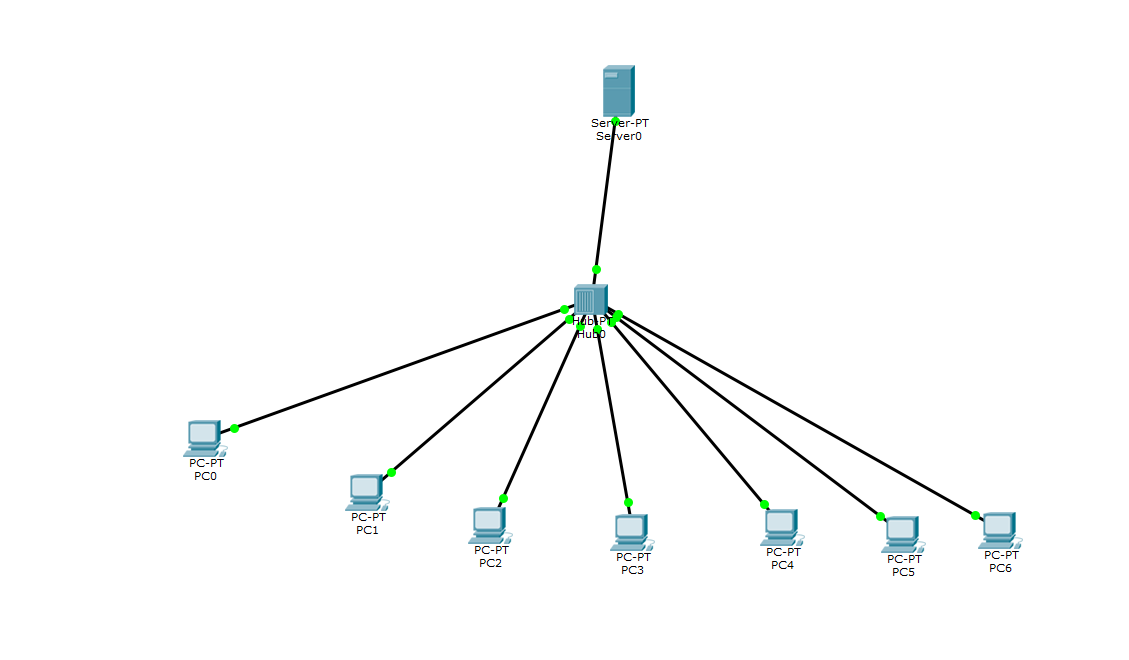 Server-PT
Server0
Hub-PT
Hub0
PC-PT
PC0
PC-PT
PC1
PC-PT
PC2
PC-PT
PC3
PC-PT
PC4
PC-PT
PC5
PC-PT
PC6